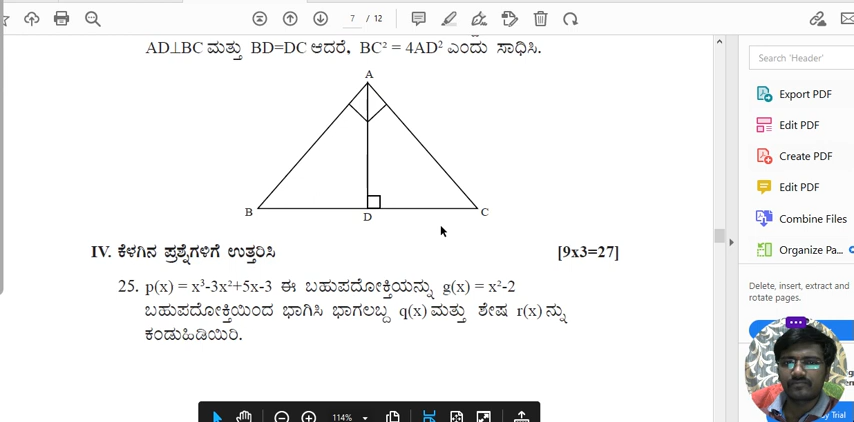 7 / 12
AD⊥BC ಮತ್ತು BD=DC ಆದರೆ, BC² = 4AD² ಎಂದು ಸಾಧಿಸಿ.
A
B
D
C
IV. ಕೆಳಗಿನ ಪ್ರಶ್ನೆಗಳಿಗೆ ಉತ್ತರಿಸಿ [9x3=27]
25. p(x) = x³-3x²+5x-3 ಈ ಬಹುಪದೋಕ್ತಿಯನ್ನು g(x) = x²-2
ಬಹುಪದೋಕ್ತಿಯಿಂದ ಭಾಗಿಸಿ ಭಾಗಲಬ್ದ q(x) ಮತ್ತು ಶೇಷ r(x) ನ್ನು
ಕಂಡುಹಿಡಿಯಿರಿ.
114%
Search 'Header'
Export PDF
Edit PDF
Create PDF
Edit PDF
Combine Files
Organize Pa...
Delete, insert, extract and
rotate pages.
Trial